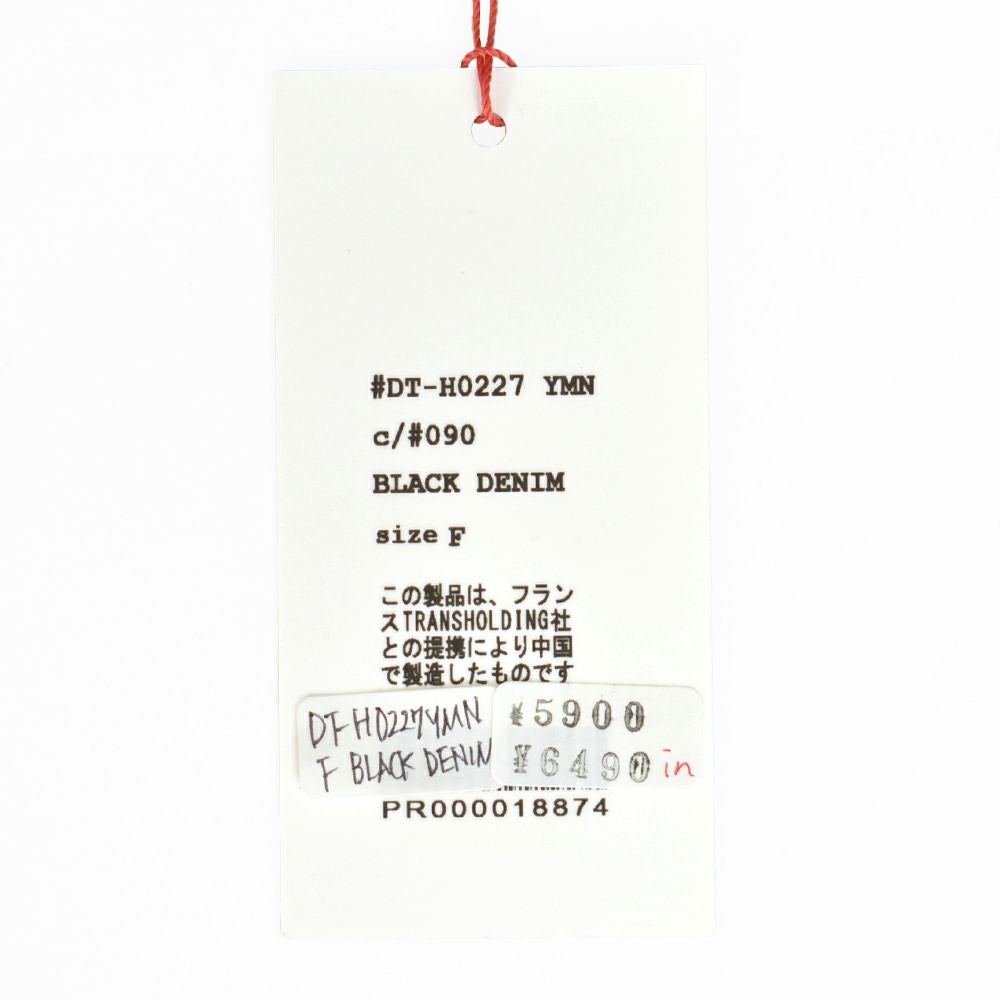 #DT-H0227 YMN
c/#090
BLACK DENIM
size F
この製品は、フラン
スTRANSHOLDING社
との提携により中国
で製造したものです
DT-H0227YMN
F BLACK DENIM
¥5900
¥6490 in
PR000018874